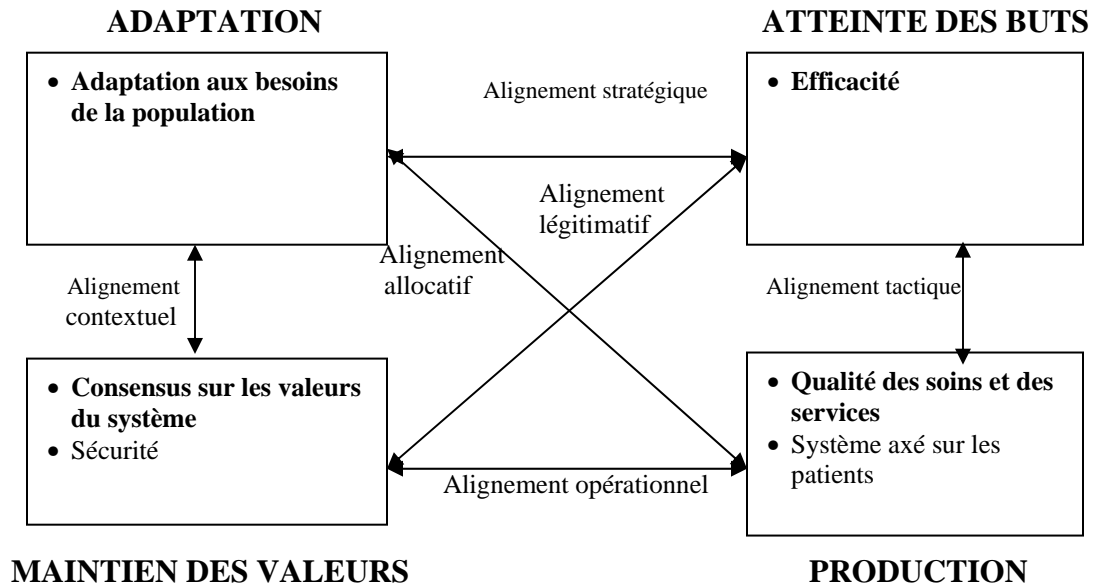 ADAPTATION
ATTEINTE DES BUTS
• Adaptation aux besoins
de la population
Alignement stratégique
• Efficacité
Alignement
légitimatif
Alignement
allocatif
Alignement
contextuel
Alignement tactique
• Consensus sur les valeurs
du système
• Sécurité
• Qualité des soins et des
services
• Système axé sur les
patients
Alignement opérationnel
MAINTIEN DES VALEURS
PRODUCTION